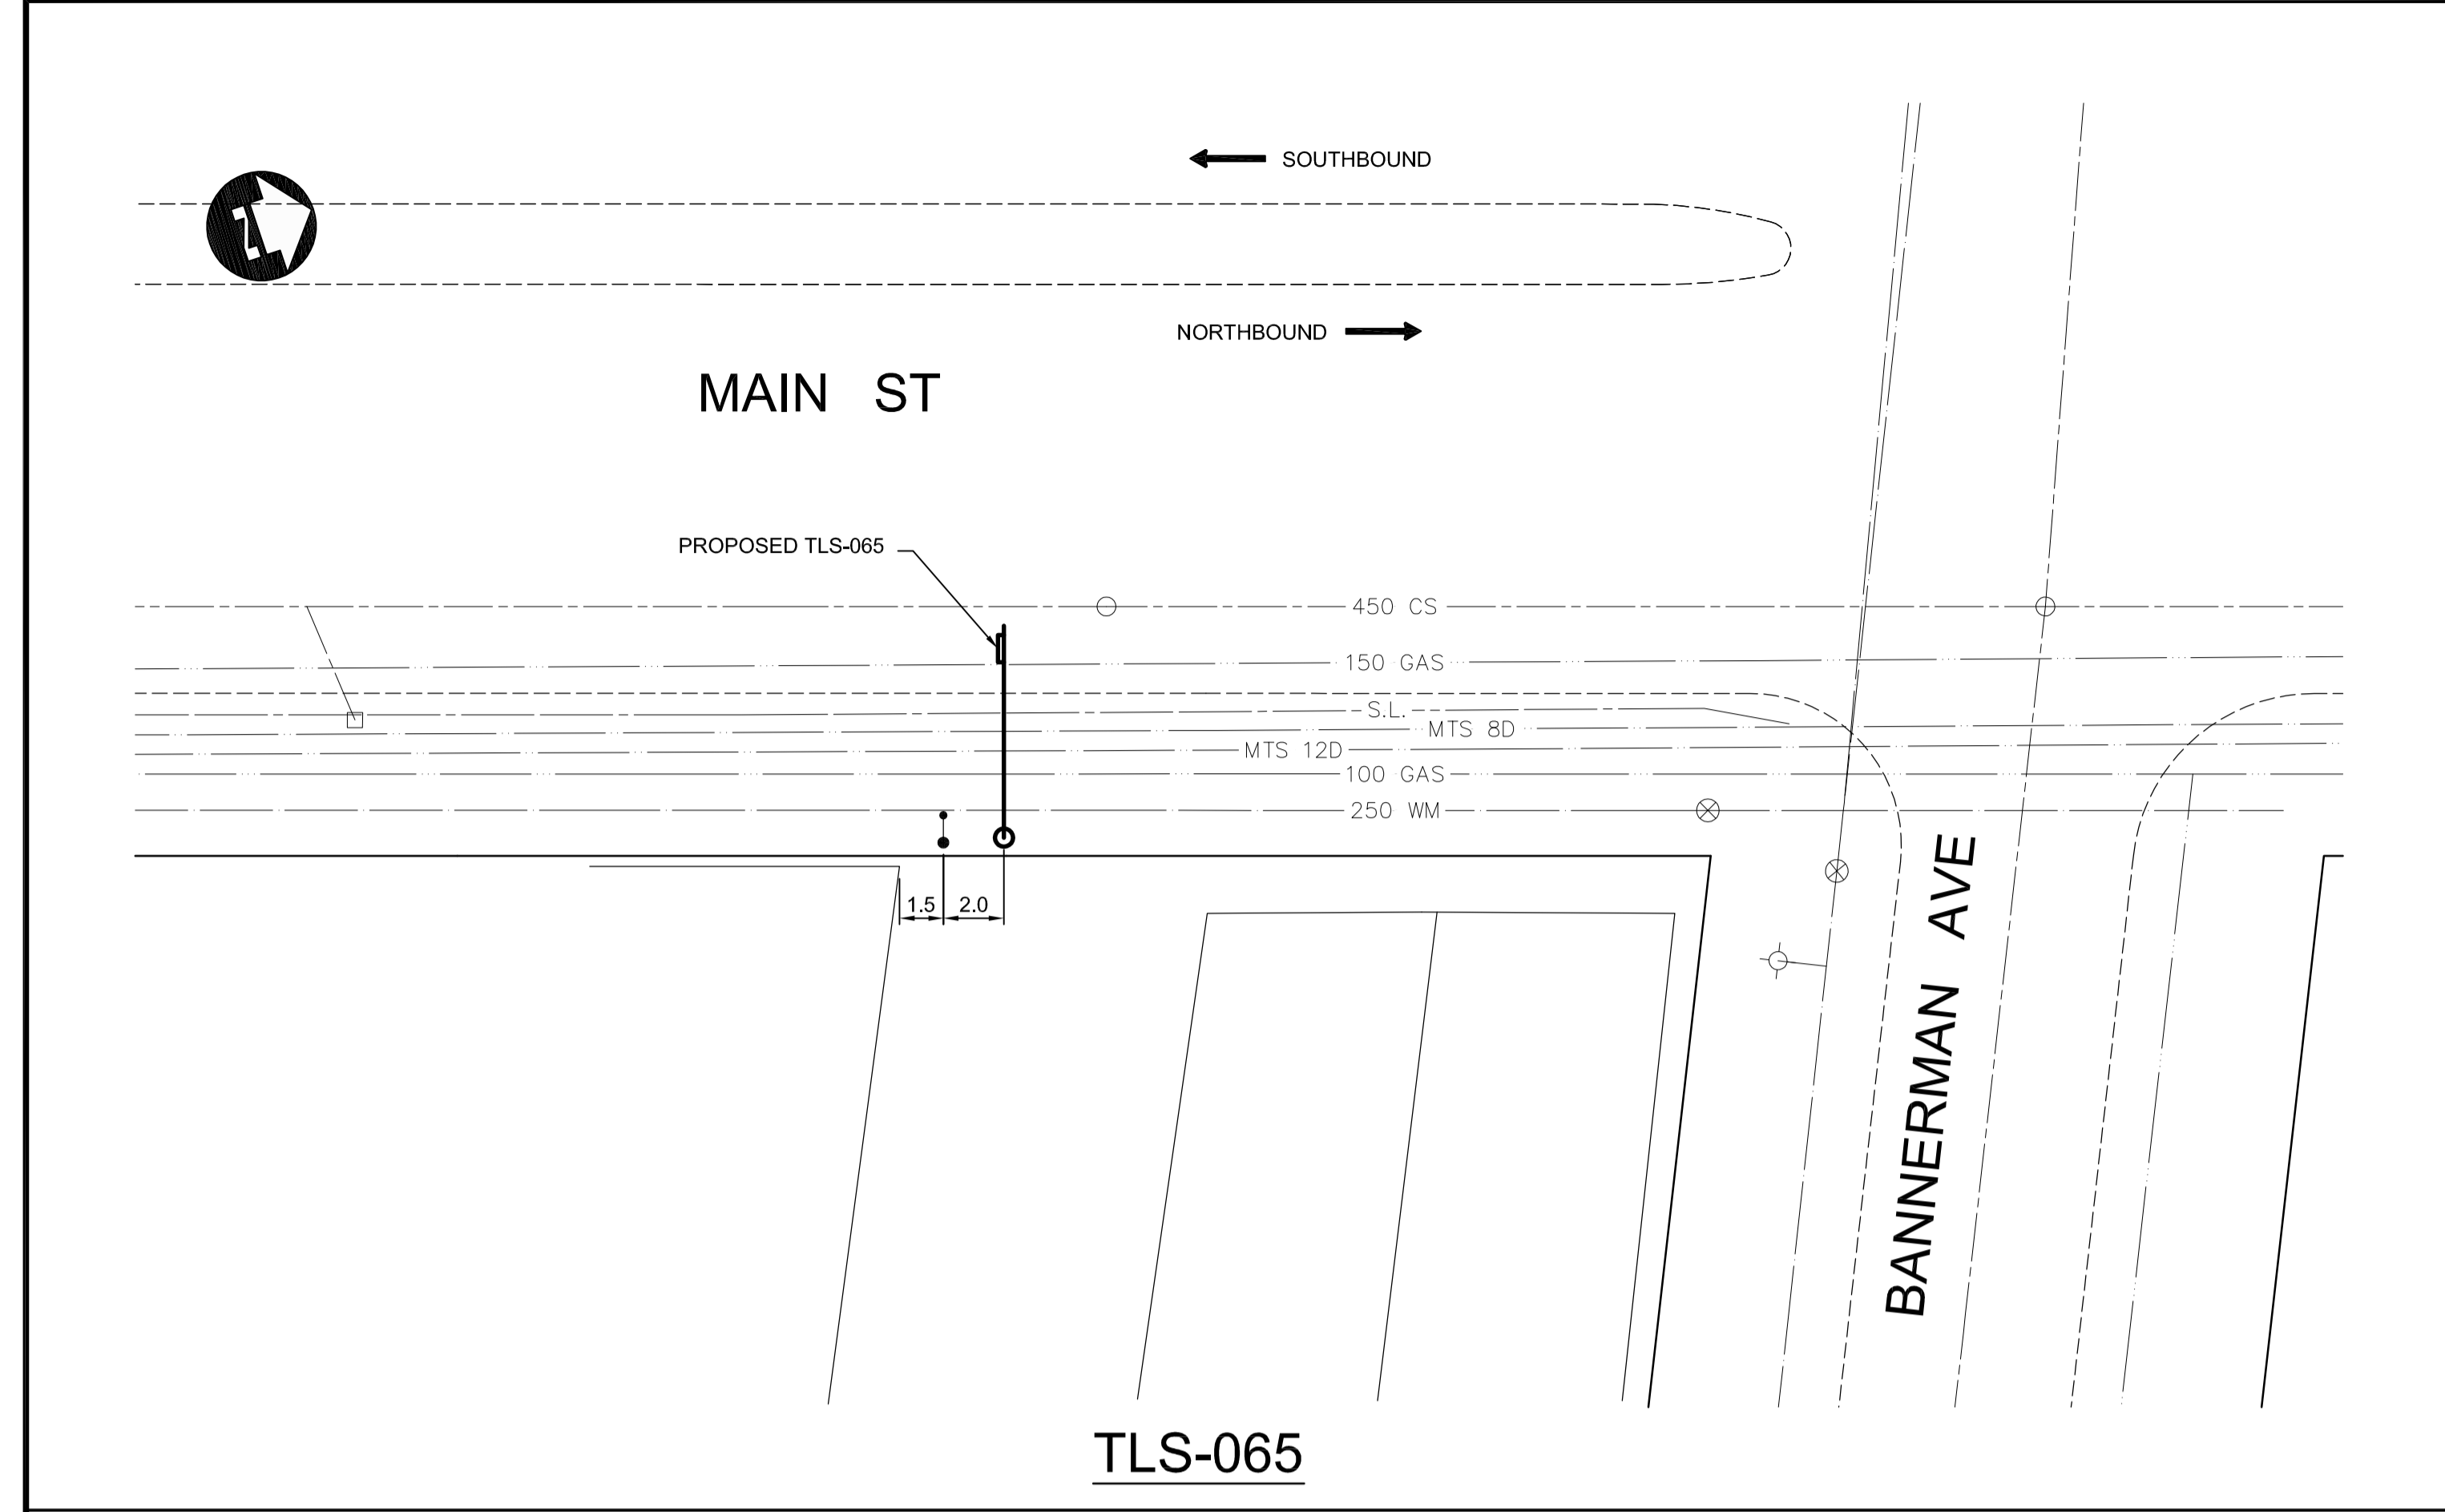 SOUTHBOUND
N
NORTHBOUND
MAIN ST
PROPOSED TLS-065
450 CS
150 GAS
S.L.
MTS 8D
MTS 12D
100 GAS
250 WM
1.5 2.0
BANNERMAN AVE
TLS-065